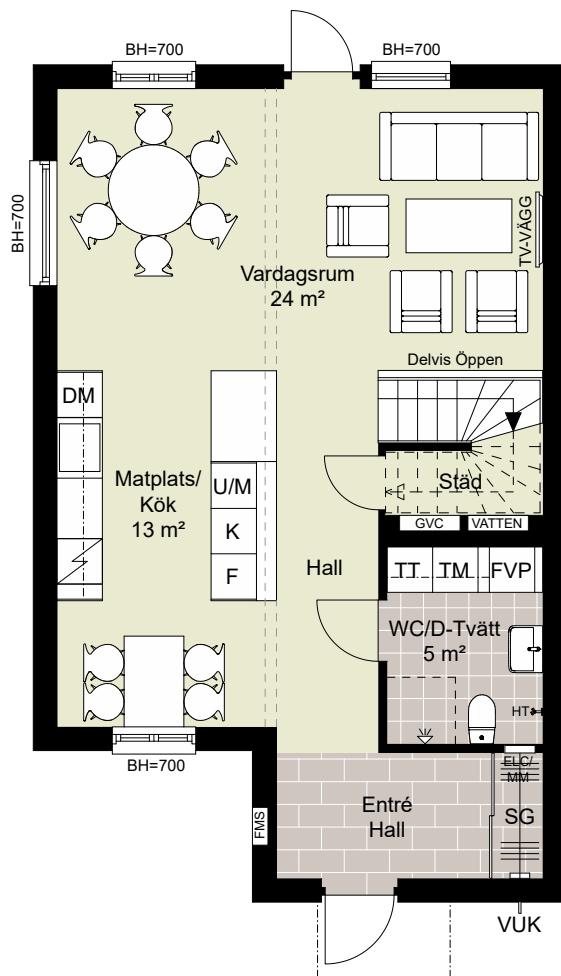 BH=700
BH=700
BH=700
TV-VÄGG
Vardagsrum
24 m²
Delvis Öppen
DM
Matplats/
Kök
13 m²
U/M
K
F
Städ
GVC
VATTEN
Hall
TT
TM
FVP
WC/D-Tvätt
5 m²
HT
BH=700
ELC/
MM
FMS
Entré
Hall
SG
VUK